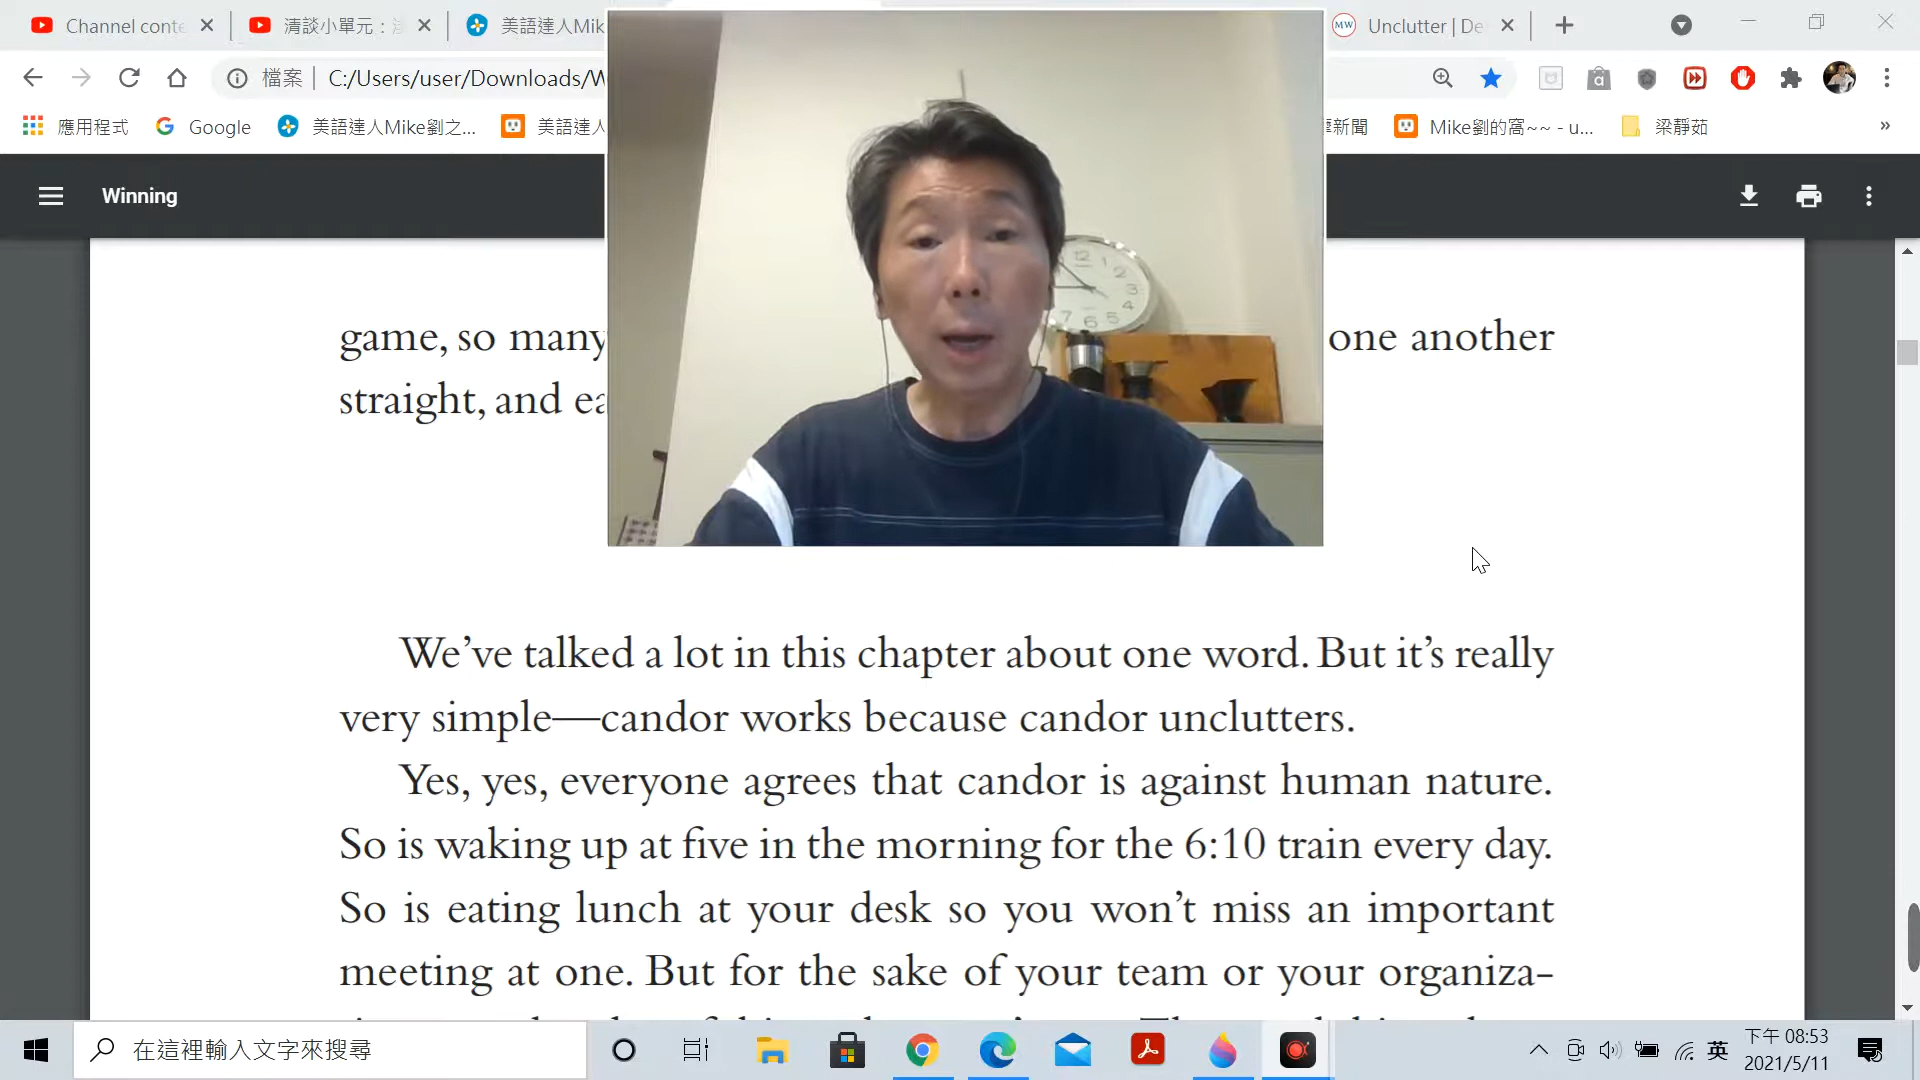 Channel conte
清談小單元：
美語達人Mik
Unclutter | De
檔案
C:/Users/user/Downloads/W
應用程式
Google
美語達人Mike劉之...
美語達人
新聞
Mike劉的窩~~ - u...
梁靜茹
Winning
game, so many
one another
straight, and ea
We've talked a lot in this chapter about one word. But it's really
very simple—candor works because candor unclutters.
Yes, yes, everyone agrees that candor is against human nature.
So is waking up at five in the morning for the 6:10 train every day.
So is eating lunch at your desk so you won't miss an important
meeting at one. But for the sake of your team or your organiza-
在這裡輸入文字來搜尋
英
下午 08:53
2021/5/11